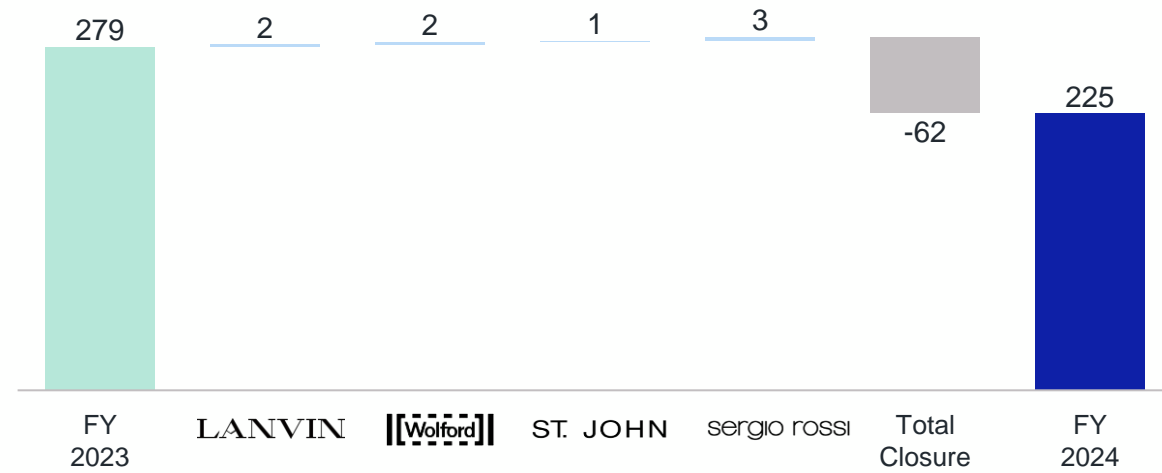 279
2
2
1
3
-62
225
FY
2023
LANVIN
[Wolford]
ST. JOHN
sergio rossi
Total
Closure
FY
2024